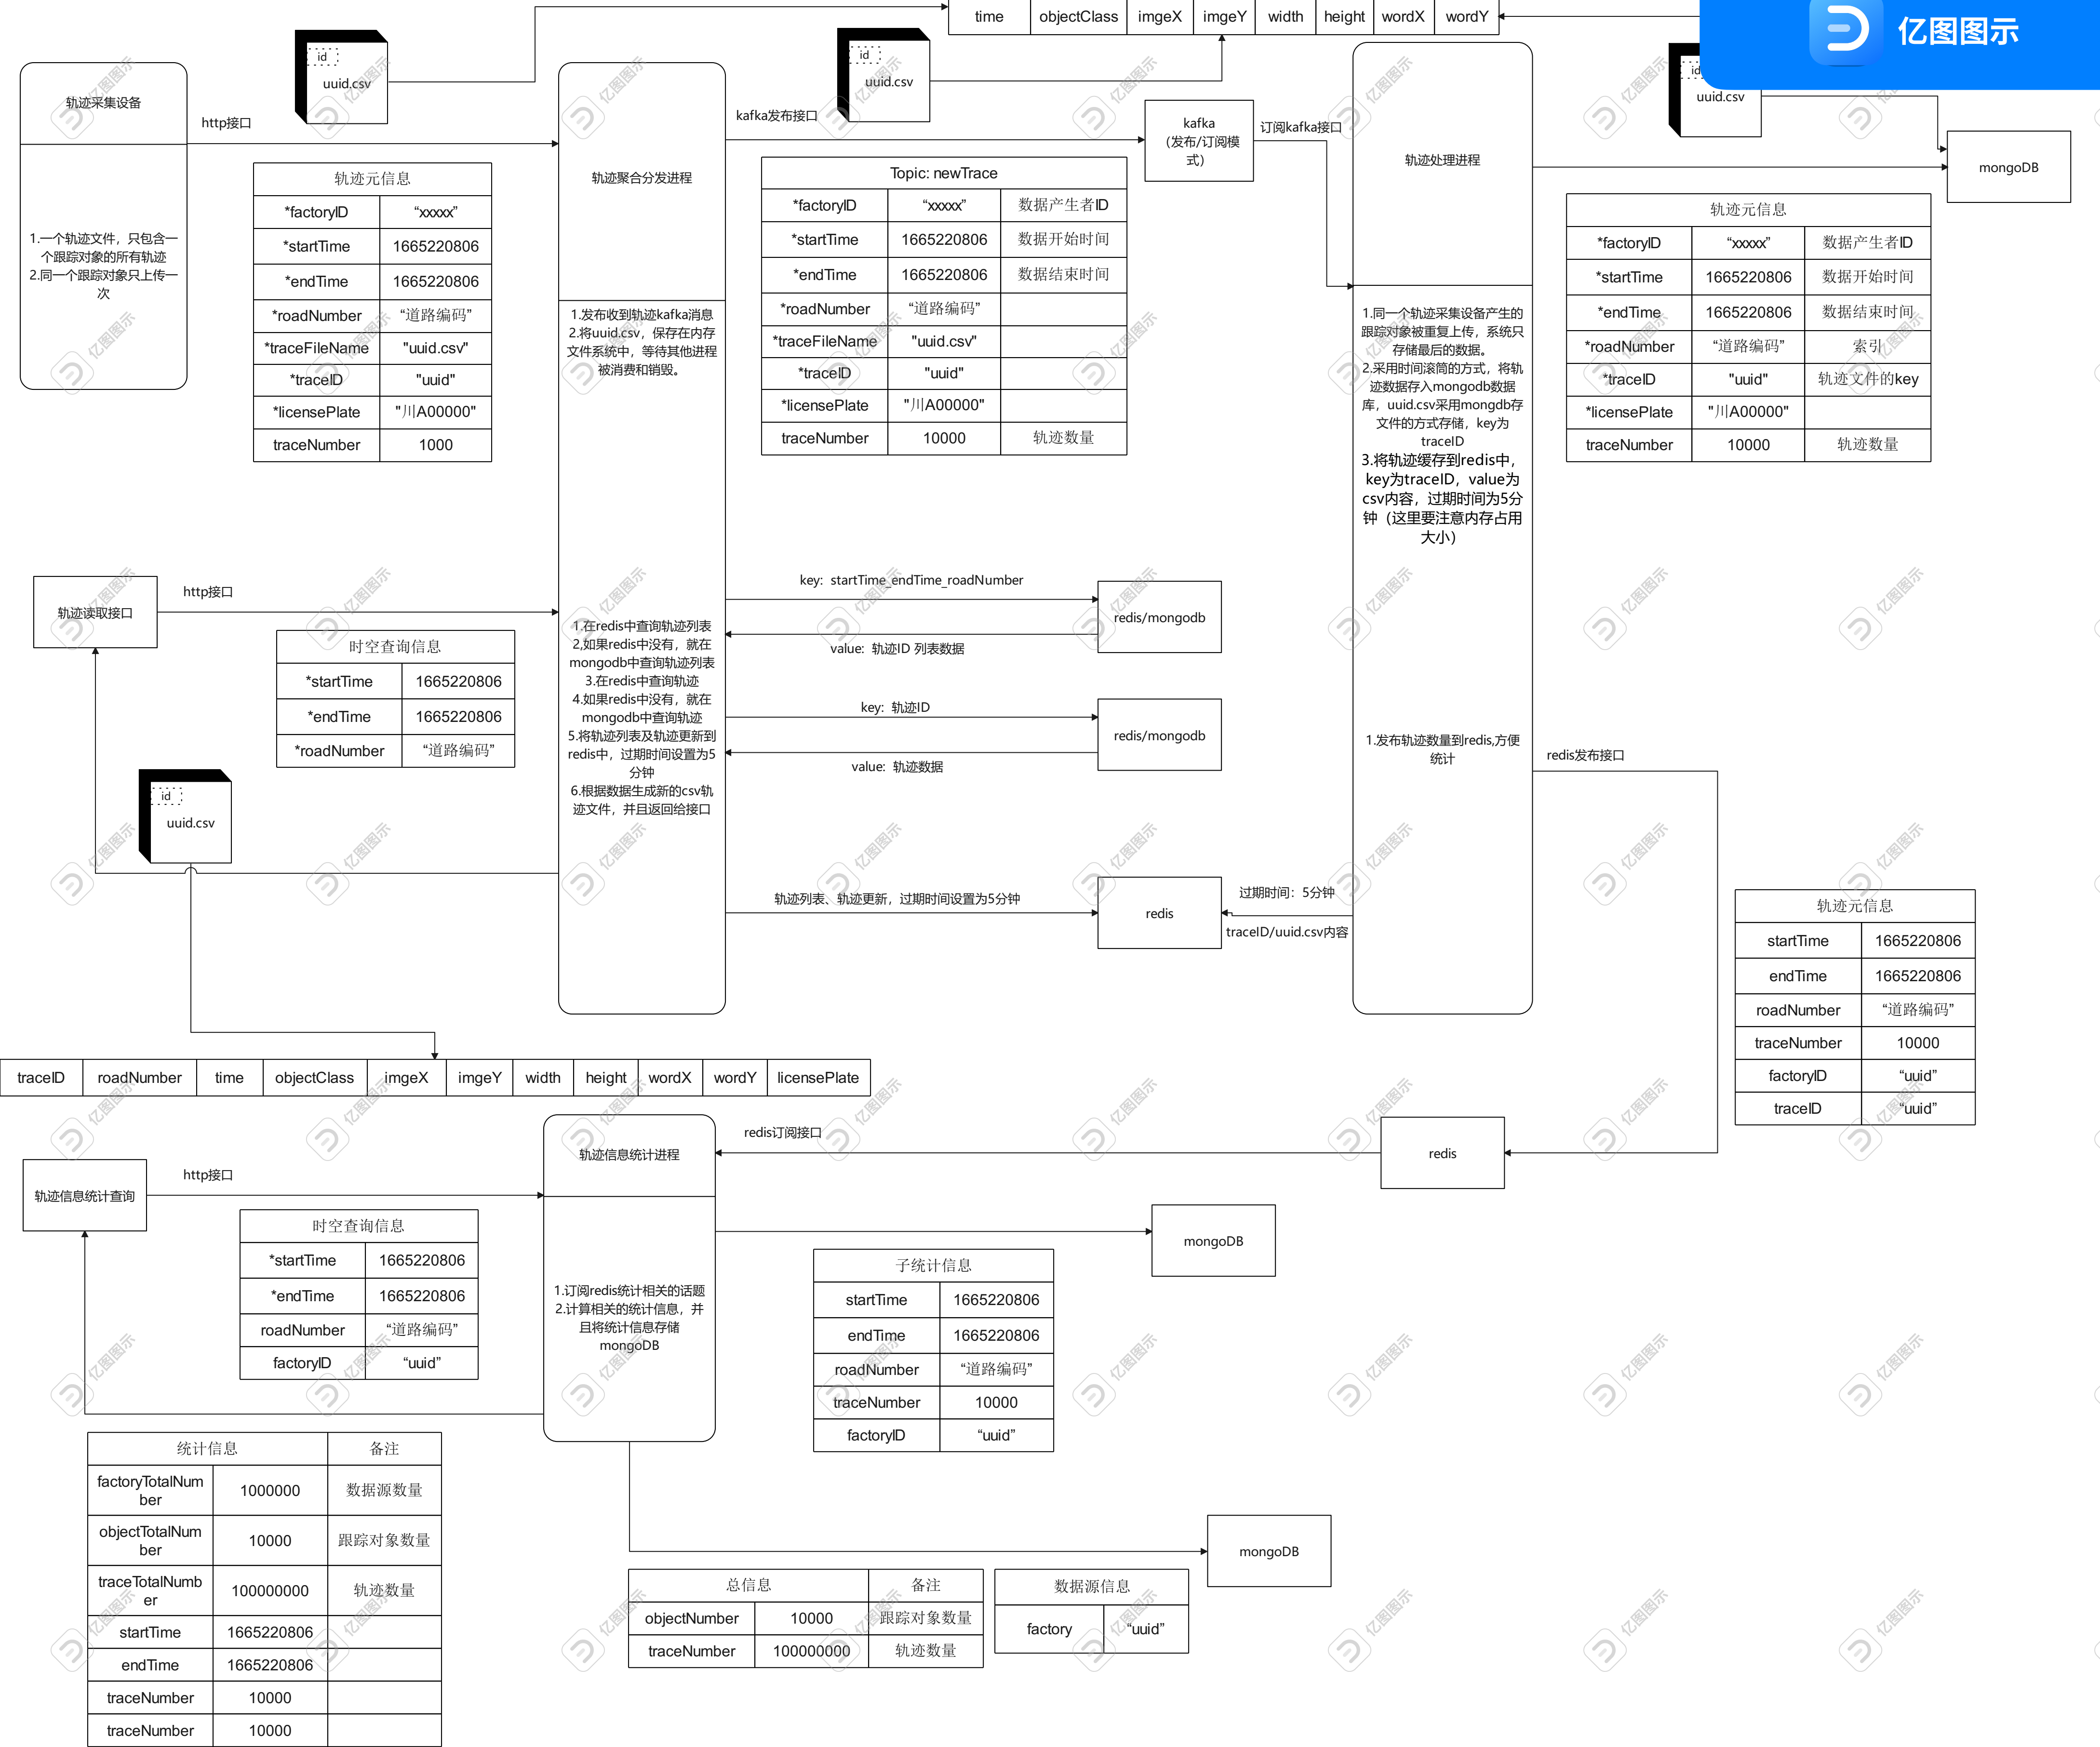 time objectClass imgeX imgeY width height wordX wordY
亿图图示
id
uuid.csv
id
uuid.csv
id
uuid.csv
轨迹采集设备
1.一个轨迹文件，只包含一
个跟踪对象的所有轨迹
2.同一个跟踪对象只上传一
次
http接口
轨迹元信息
*factoryID “xxxxx”
*startTime 1665220806
*endTime 1665220806
*roadNumber “道路编码”
*traceFileName "uuid.csv"
*traceID "uuid"
*licensePlate "川A00000"
traceNumber 1000
轨迹聚合分发进程
1.发布收到轨迹kafka消息
2.将uuid.csv，保存在内存
文件系统中，等待其他进程
被消费和销毁。
kafka发布接口
Topic: newTrace
*factoryID “xxxxx” 数据产生者ID
*startTime 1665220806 数据开始时间
*endTime 1665220806 数据结束时间
*roadNumber “道路编码”
*traceFileName "uuid.csv"
*traceID "uuid"
*licensePlate "川A00000"
traceNumber 10000 轨迹数量
kafka
（发布/订阅模
式）
订阅kafka接口
轨迹处理进程
1.同一个轨迹采集设备产生的
跟踪对象被重复上传，系统只
存储最后的数据。
2.采用时间滚筒的方式，将轨
迹数据存入mongodb数据
库，uuid.csv采用mongdb存
文件的方式存储，key为
traceID
3.将轨迹缓存到redis中，
key为traceID，value为
csv内容，过期时间为5分
钟（这里要注意内存占用
大小）
mongoDB
轨迹元信息
*factoryID “xxxxx” 数据产生者ID
*startTime 1665220806 数据开始时间
*endTime 1665220806 数据结束时间
*roadNumber “道路编码” 索引
*traceID "uuid" 轨迹文件的key
*licensePlate "川A00000"
traceNumber 10000 轨迹数量
轨迹读取接口
http接口
时空查询信息
*startTime 1665220806
*endTime 1665220806
*roadNumber “道路编码”
id
uuid.csv
1.在redis中查询轨迹列表
2,如果redis中没有，就在
mongodb中查询轨迹列表
3.在redis中查询轨迹
4.如果redis中没有，就在
mongodb中查询轨迹
5.将轨迹列表及轨迹更新到
redis中，过期时间设置为5
分钟
6.根据数据生成新的csv轨
迹文件，并且返回给接口
key: startTime_endTime_roadNumber
redis/mongodb
value: 轨迹ID 列表数据
key: 轨迹ID
redis/mongodb
value: 轨迹数据
轨迹列表、轨迹更新，过期时间设置为5分钟
redis
过期时间：5分钟
traceID/uuid.csv内容
1.发布轨迹数量到redis,方便
统计
redis发布接口
轨迹元信息
startTime 1665220806
endTime 1665220806
roadNumber “道路编码”
traceNumber 10000
factoryID “uuid”
traceID “uuid”
traceID roadNumber time objectClass imgeX imgeY width height wordX wordY licensePlate
轨迹信息统计查询
http接口
时空查询信息
*startTime 1665220806
*endTime 1665220806
roadNumber “道路编码”
factoryID “uuid”
轨迹信息统计进程
1.订阅redis统计相关的话题
2.计算相关的统计信息，并
且将统计信息存储
mongoDB
redis订阅接口
redis
mongoDB
子统计信息
startTime 1665220806
endTime 1665220806
roadNumber “道路编码”
traceNumber 10000
factoryID “uuid”
统计信息 备注
factoryTotalNum
ber 1000000 数据源数量
objectTotalNum
ber 10000 跟踪对象数量
traceTotalNumb
er 100000000 轨迹数量
startTime 1665220806
endTime 1665220806
traceNumber 10000
traceNumber 10000
mongoDB
总信息 备注
objectNumber 10000 跟踪对象数量
traceNumber 100000000 轨迹数量
数据源信息
factory “uuid”